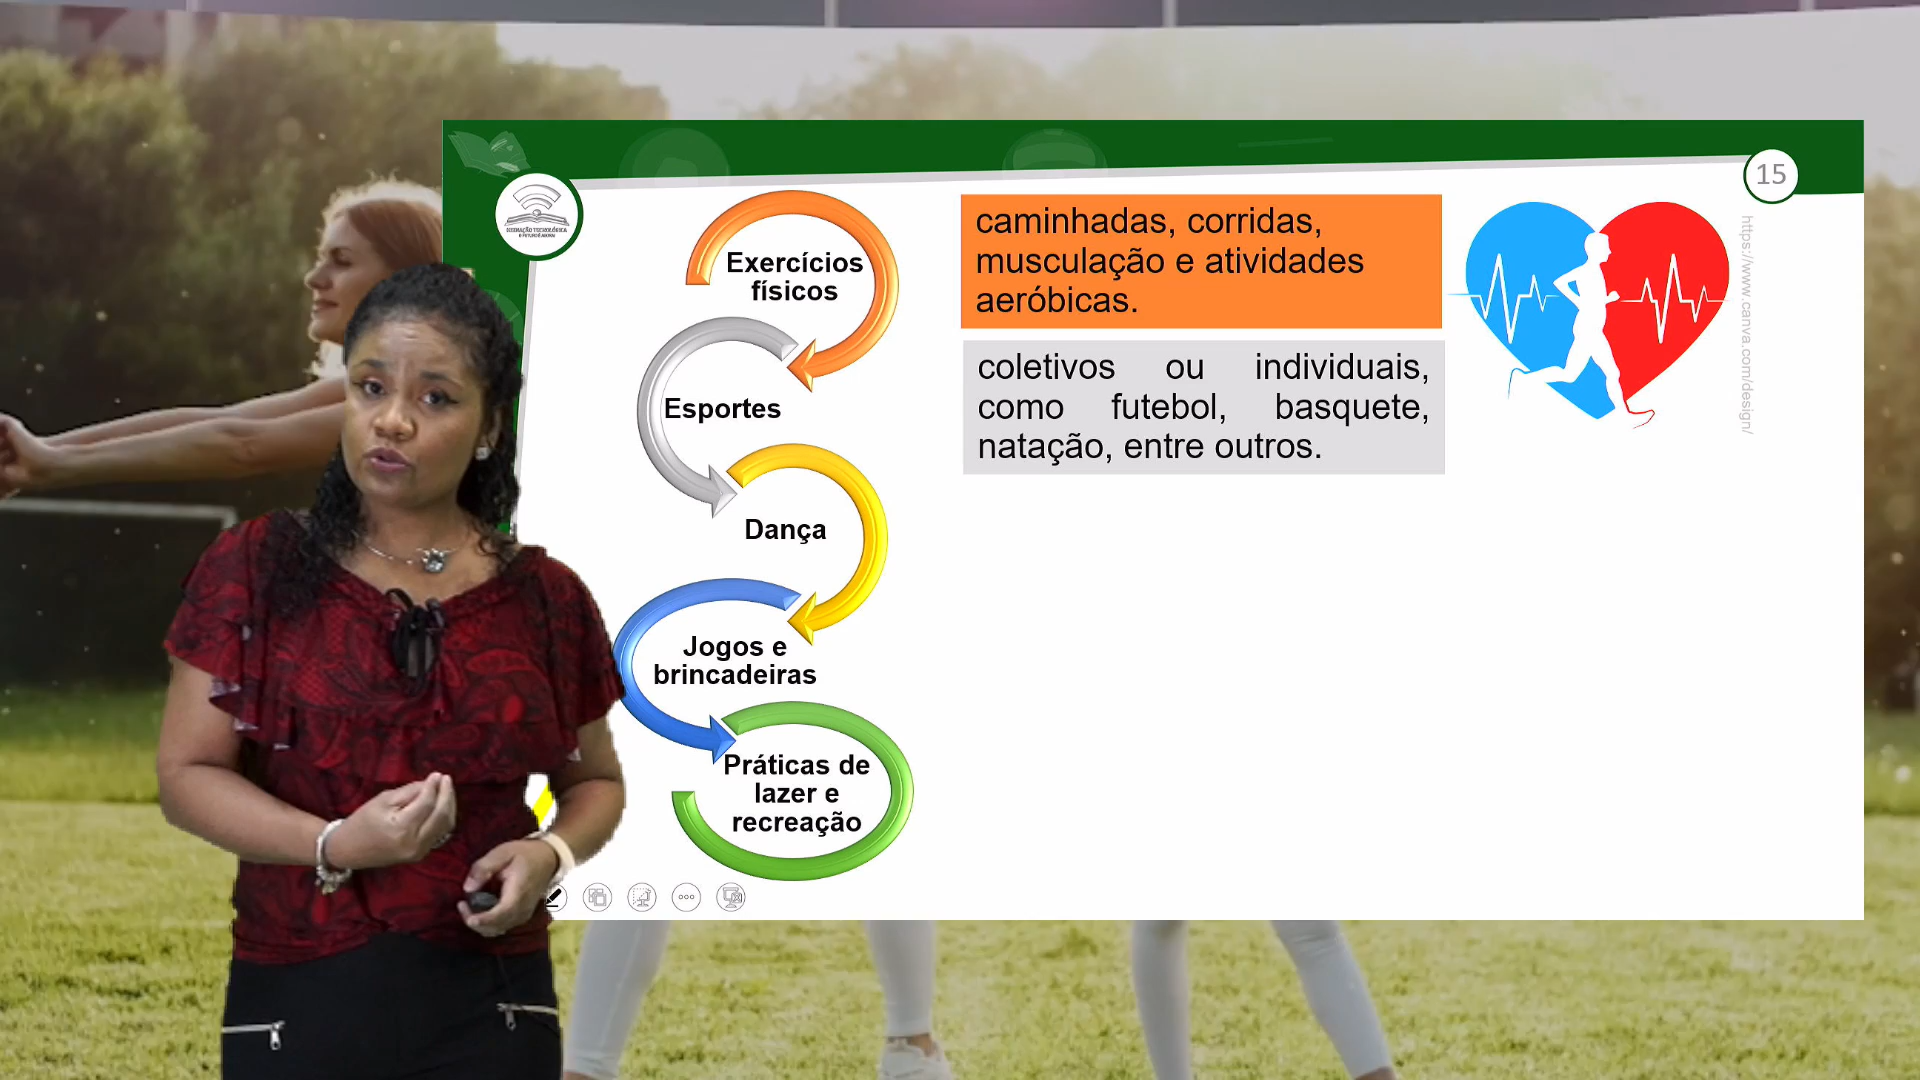 15
Exercícios
físicos
caminhadas, corridas,
musculação e atividades
aeróbicas.
Esportes
coletivos ou individuais,
como futebol, basquete,
natação, entre outros.
Dança
Jogos e
brincadeiras
Práticas de
lazer e
recreação
https://www.canva.com/design/